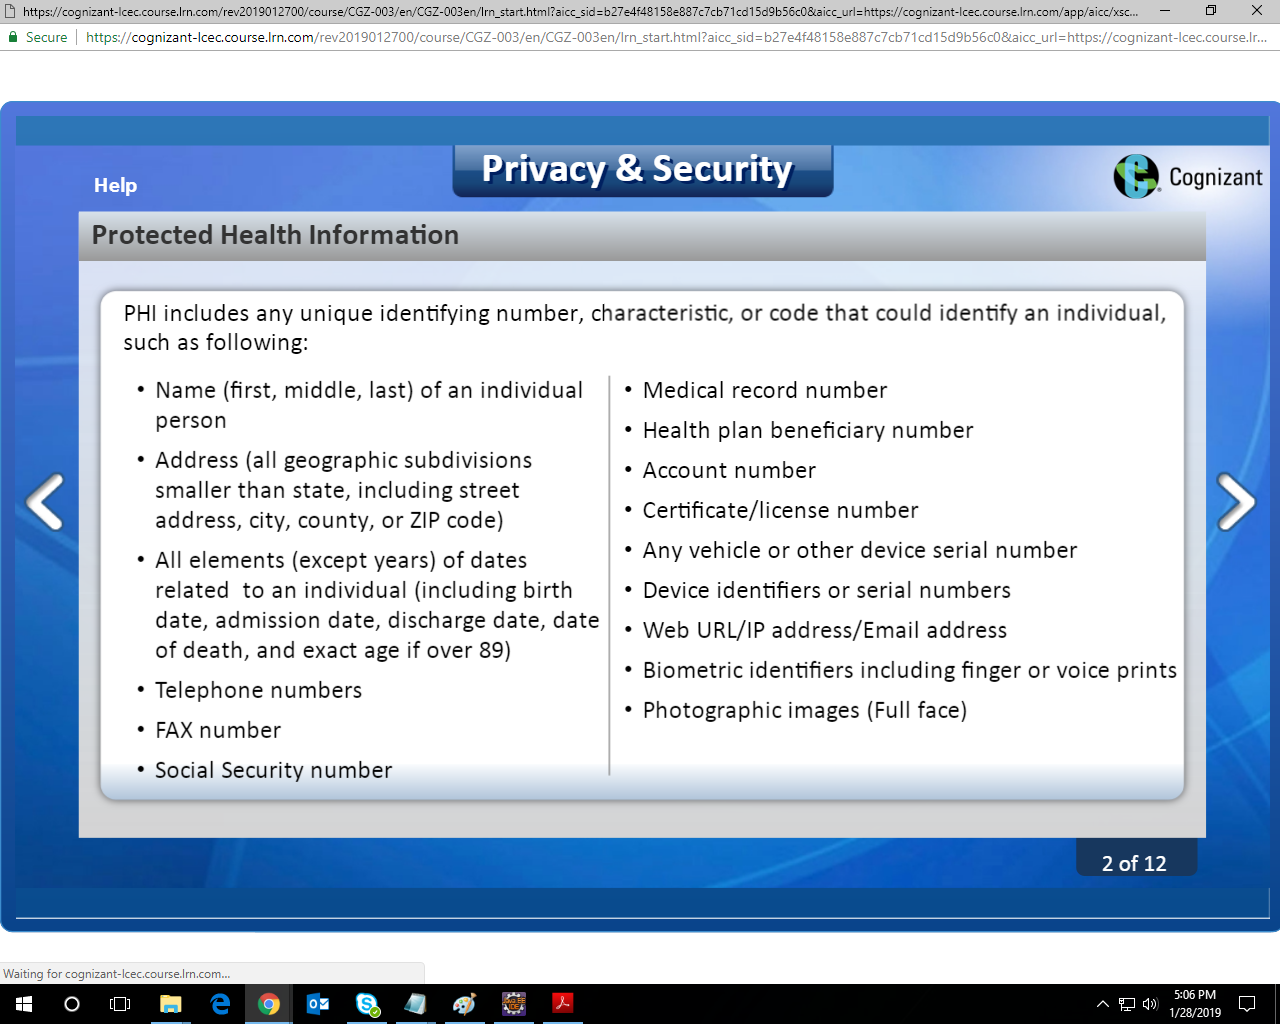 https://cognizant-lcec.course.lrn.com/rev2019012700/course/CGZ-003/en/CGZ-003en/lrn_start.html?aicc_sid=b27e4f48158e887c7cb71cd15d9b56c0&aicc_url=https://cognizant-lcec.course.lrn.com/app/aicc/xsc...
Secure https://cognizant-lcec.course.lrn.com/rev2019012700/course/CGZ-003/en/CGZ-003en/lrn_start.html?aicc_sid=b27e4f48158e887c7cb71cd15d9b56c0&aicc_url=https://cognizant-lcec.course.lr...
Privacy & Security
Help
Cognizant
Protected Health Information
PHI includes any unique identifying number, characteristic, or code that could identify an individual,
such as following:
• Name (first, middle, last) of an individual
person
• Address (all geographic subdivisions
smaller than state, including street
address, city, county, or ZIP code)
• All elements (except years) of dates
related to an individual (including birth
date, admission date, discharge date, date
of death, and exact age if over 89)
• Telephone numbers
• FAX number
• Social Security number
• Medical record number
• Health plan beneficiary number
• Account number
• Certificate/license number
• Any vehicle or other device serial number
• Device identifiers or serial numbers
• Web URL/IP address/Email address
• Biometric identifiers including finger or voice prints
• Photographic images (Full face)
2 of 12
Waiting for cognizant-lcec.course.lrn.com...
5:06 PM
1/28/2019